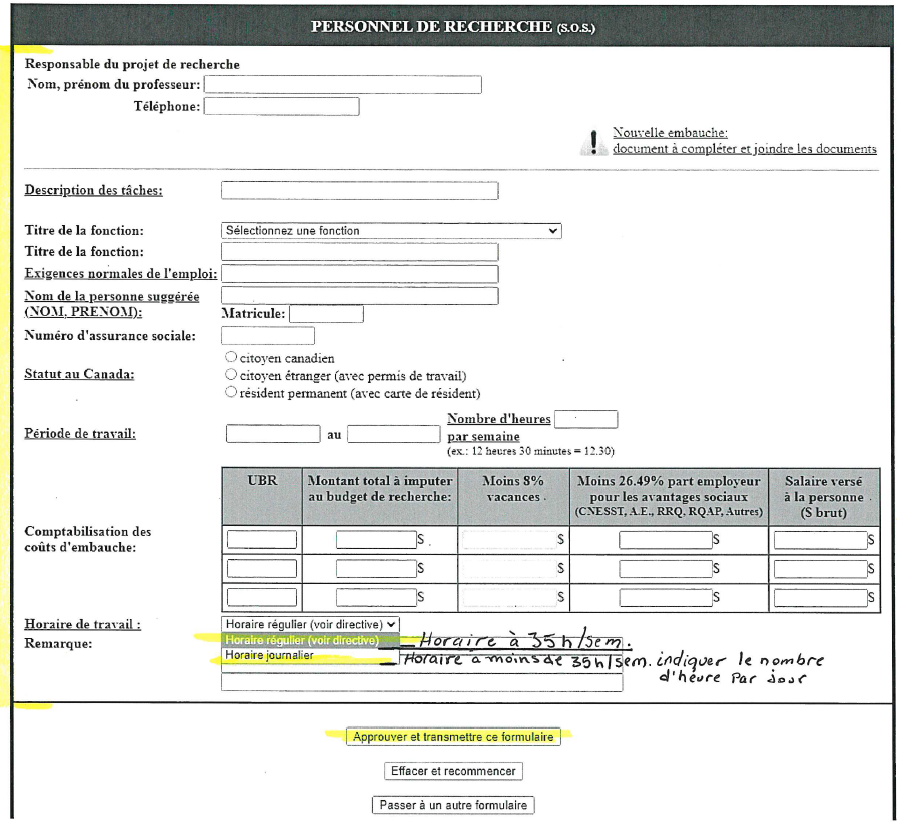 PERSONNEL DE RECHERCHE (S.O.S.)
Responsable du projet de recherche
Nom, prénom du professeur:
Téléphone:
Nouvelle embauche:
document à compléter et joindre les documents
Description des tâches:
Titre de la fonction: Sélectionnez une fonction
Titre de la fonction:
Exigences normales de l'emploi:
Nom de la personne suggérée
(NOM, PRENOM): Matricule:
Numéro d'assurance sociale:
citoyen canadien
Statut au Canada: citoyen étranger (avec permis de travail)
résident permanent (avec carte de résident)
Période de travail: au Nombre d'heures
par semaine
(ex.: 12 heures 30 minutes = 12.30)
UBR Montant total à imputer Moins 8% Moins 26.49% part employeur Salaire versé
au budget de recherche: vacances pour les avantages sociaux à la personne
(CNESST, A.E., RRQ, RQAP, Autres) ($ brut)
Comptabilisation des
coûts d'embauche:
$ $ $ $
$ $ $ $
$ $ $ $
Horaire de travail : Horaire régulier (voir directive)
Remarque: Horaire régulier (voir directive) Horaire à 35h/sem.
Horaire journalier Horaire à moins de 35h/sem. indiquer le nombre
d'heure par jour
Approuver et transmettre ce formulaire
Effacer et recommencer
Passer à un autre formulaire